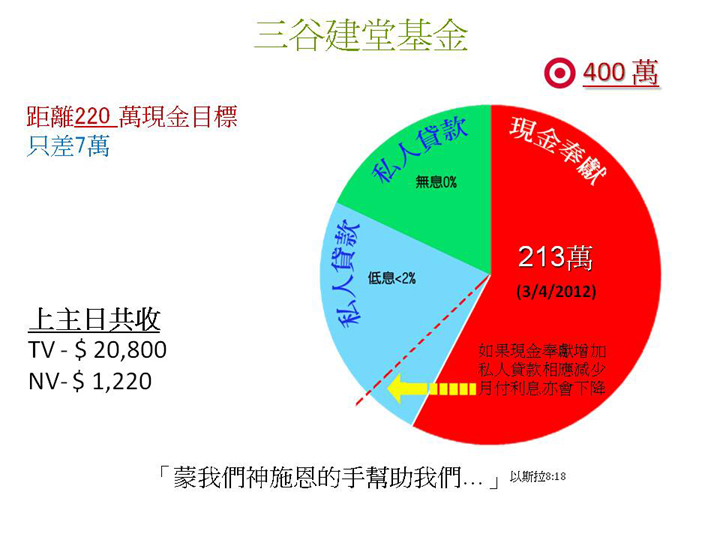 三谷建堂基金
400 萬
距離220 萬現金目標
只差7萬
私人貸款
無息0%
現金奉獻
私人貸款
低息<2%
213萬
(3/4/2012)
上主日共收
TV - $ 20,800
NV- $ 1,220
如果現金奉獻增加
私人貸款相應減少
月付利息亦會下降
「蒙我們神施恩的手幫助我們…」以斯拉8:18